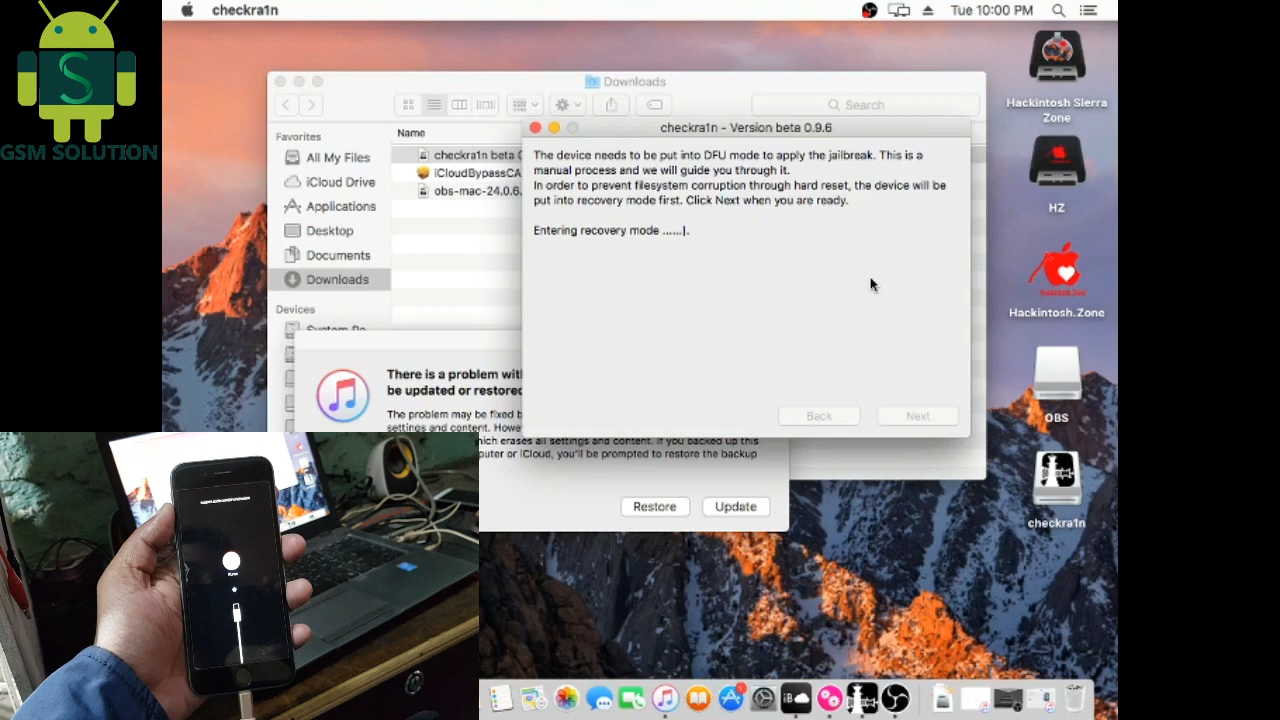 checkra1n
Tue 10:00 PM
S
GSM SOLUTION
Downloads
Search
Favorites
All My Files
iCloud Drive
Applications
Desktop
Documents
Downloads
Devices
Name
checkra1n beta
iCloudBypassCA
obs-mac-24.0.6.
checkra1n - Version beta 0.9.6
The device needs to be put into DFU mode to apply the jailbreak. This is a
manual process and we will guide you through it.
In order to prevent filesystem corruption through hard reset, the device will be
put into recovery mode first. Click Next when you are ready.
Entering recovery mode ......|.
Back
Next
There is a problem with
be updated or restored
The problem may be fixed b
settings and content. Howe
hich erases all settings and content. If you backed up this
puter or iCloud, you'll be prompted to restore the backup
Restore
Update
Hackintosh Sierra
Zone
HZ
Hackintosh.Zone
OBS
checkra1n